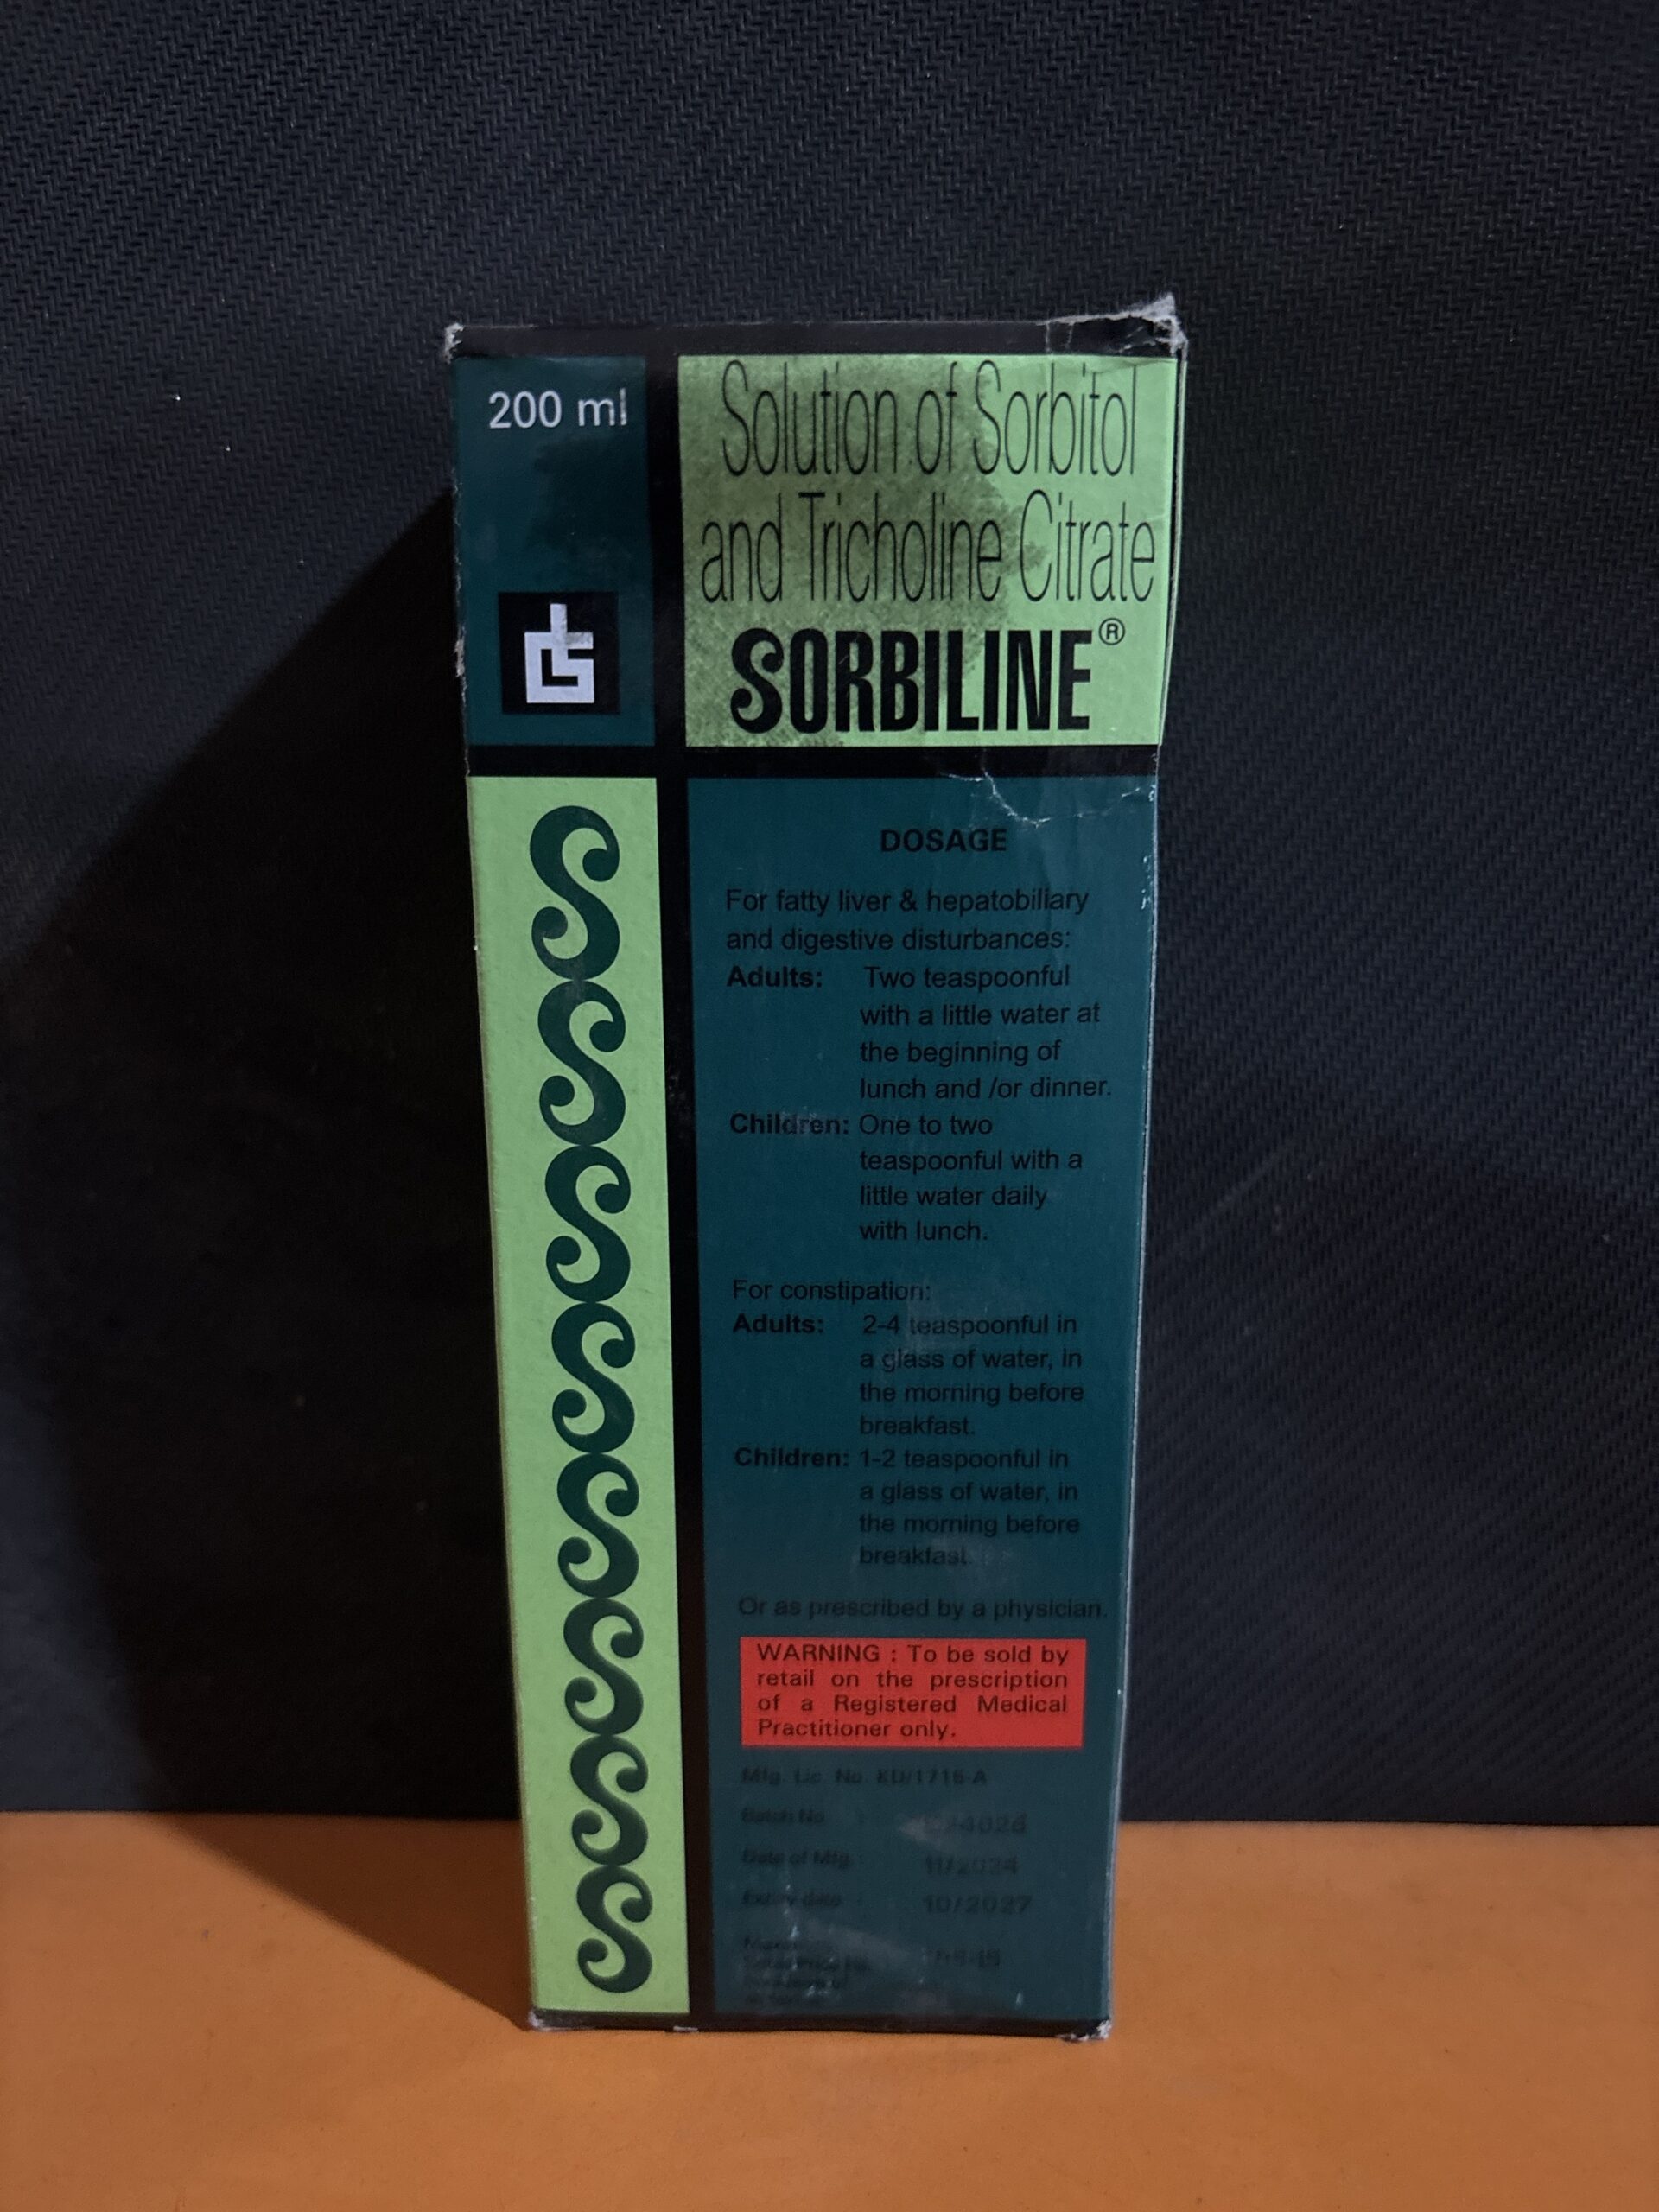 200 ml
Solution of Sorbitol
and Tricholine Citrate
SORBILINE®
DOSAGE
For fatty liver & hepatobiliary
and digestive disturbances:
Adults: Two teaspoonful
with a little water at
the beginning of
lunch and /or dinner.
Children: One to two
teaspoonful with a
little water daily
with lunch.
For constipation:
Adults: 2-4 teaspoonful in
a glass of water, in
the morning before
breakfast.
Children: 1-2 teaspoonful in
a glass of water, in
the morning before
breakfast.
Or as prescribed by a physician.
WARNING : To be sold by
retail on the prescription
of a Registered Medical
Practitioner only.
Mfg. Lic. No. KD/1716-A
Batch No. :
Date of Mfg. : 11/2024
Expiry date : 10/2027